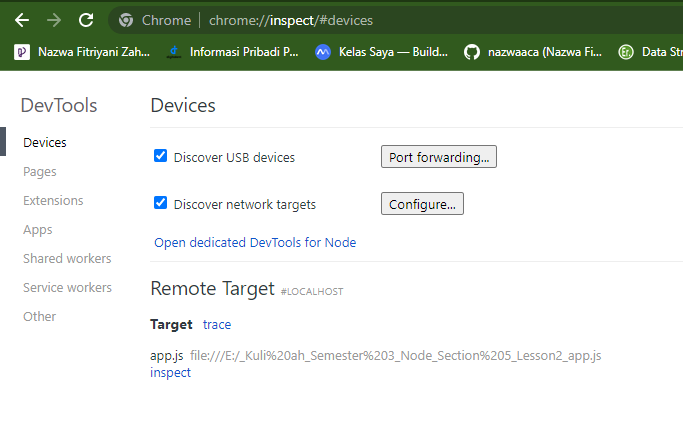 Chrome | chrome://inspect/#devices
Nazwa Fitriyani Zah... Informasi Pribadi P... Kelas Saya — Build... nazwaaca (Nazwa Fi... Data Str
DevTools
Devices
Pages
Extensions
Apps
Shared workers
Service workers
Other
Devices
Discover USB devices Port forwarding...
Discover network targets Configure...
Open dedicated DevTools for Node
Remote Target #LOCALHOST
Target trace
app.js file:///E:/_Kuli%20ah_Semester%203_Node_Section%205_Lesson2_app.js
inspect